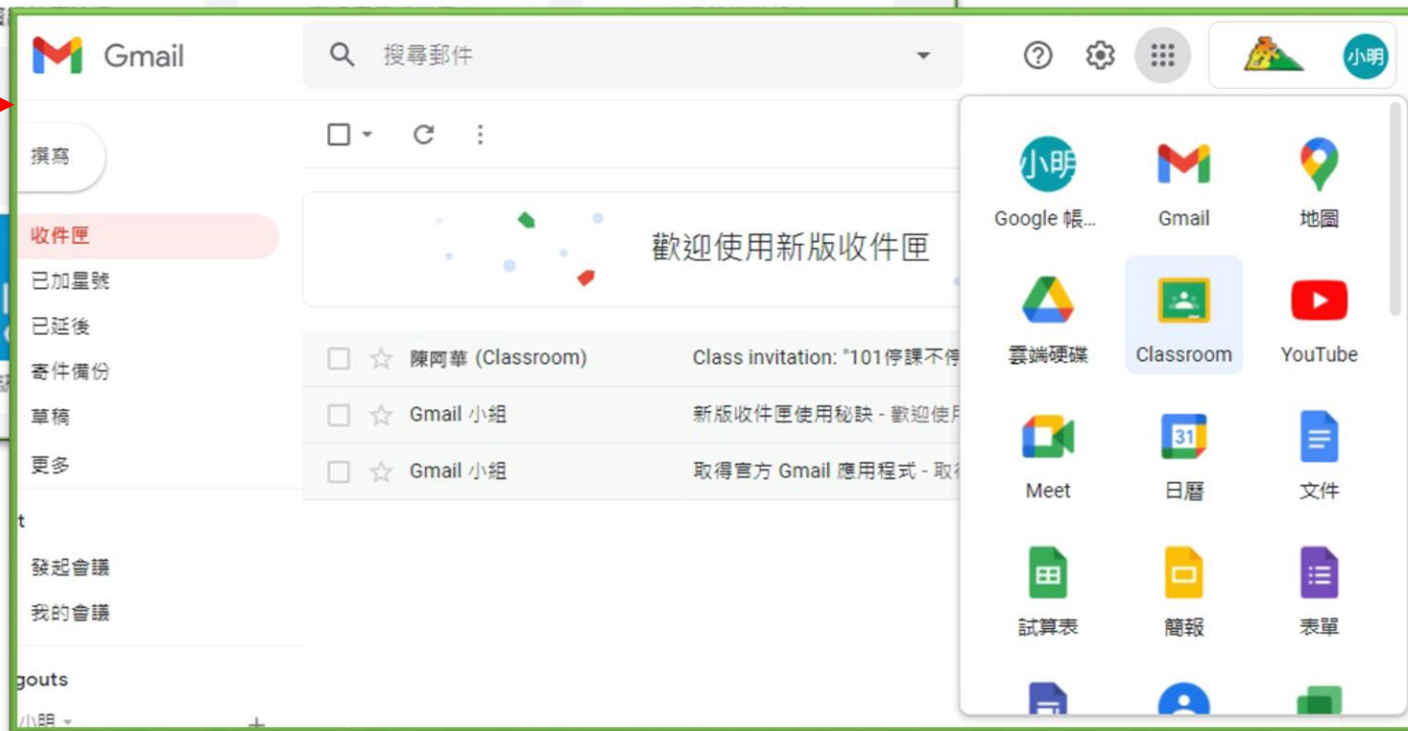 Gmail
搜尋郵件
小明
撰寫
收件匣
已加星號
已延後
寄件備份
草稿
更多
t
發起會議
我的會議
gouts
小明
歡迎使用新版收件匣
陳阿華 (Classroom) Class invitation: "101停課不停
Gmail 小組 新版收件匣使用秘訣 - 歡迎使用
Gmail 小組 取得官方 Gmail 應用程式 - 取
小明
Google 帳... Gmail 地圖
雲端硬碟 Classroom YouTube
31
Meet 日曆 文件
試算表 簡報 表單